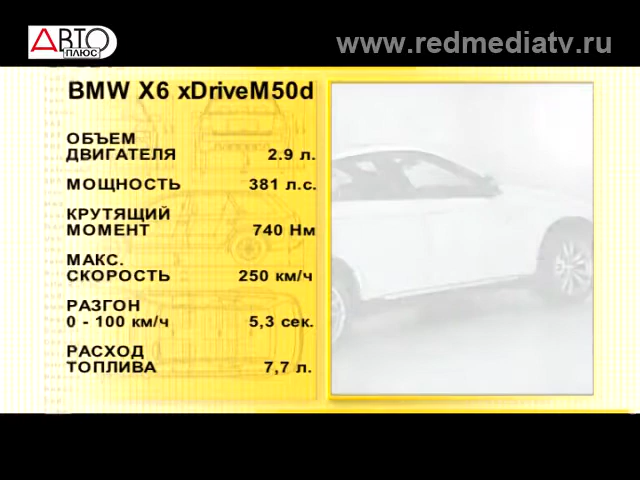 АВТО
ПЛЮС
www.redmediatv.ru
BMW X6 xDriveM50d
ОБЪЕМ
ДВИГАТЕЛЯ 2.9 л.
МОЩНОСТЬ 381 л.с.
КРУТЯЩИЙ
МОМЕНТ 740 Нм
МАКС.
СКОРОСТЬ 250 км/ч
РАЗГОН
0 - 100 км/ч 5,3 сек.
РАСХОД
ТОПЛИВА 7,7 л.